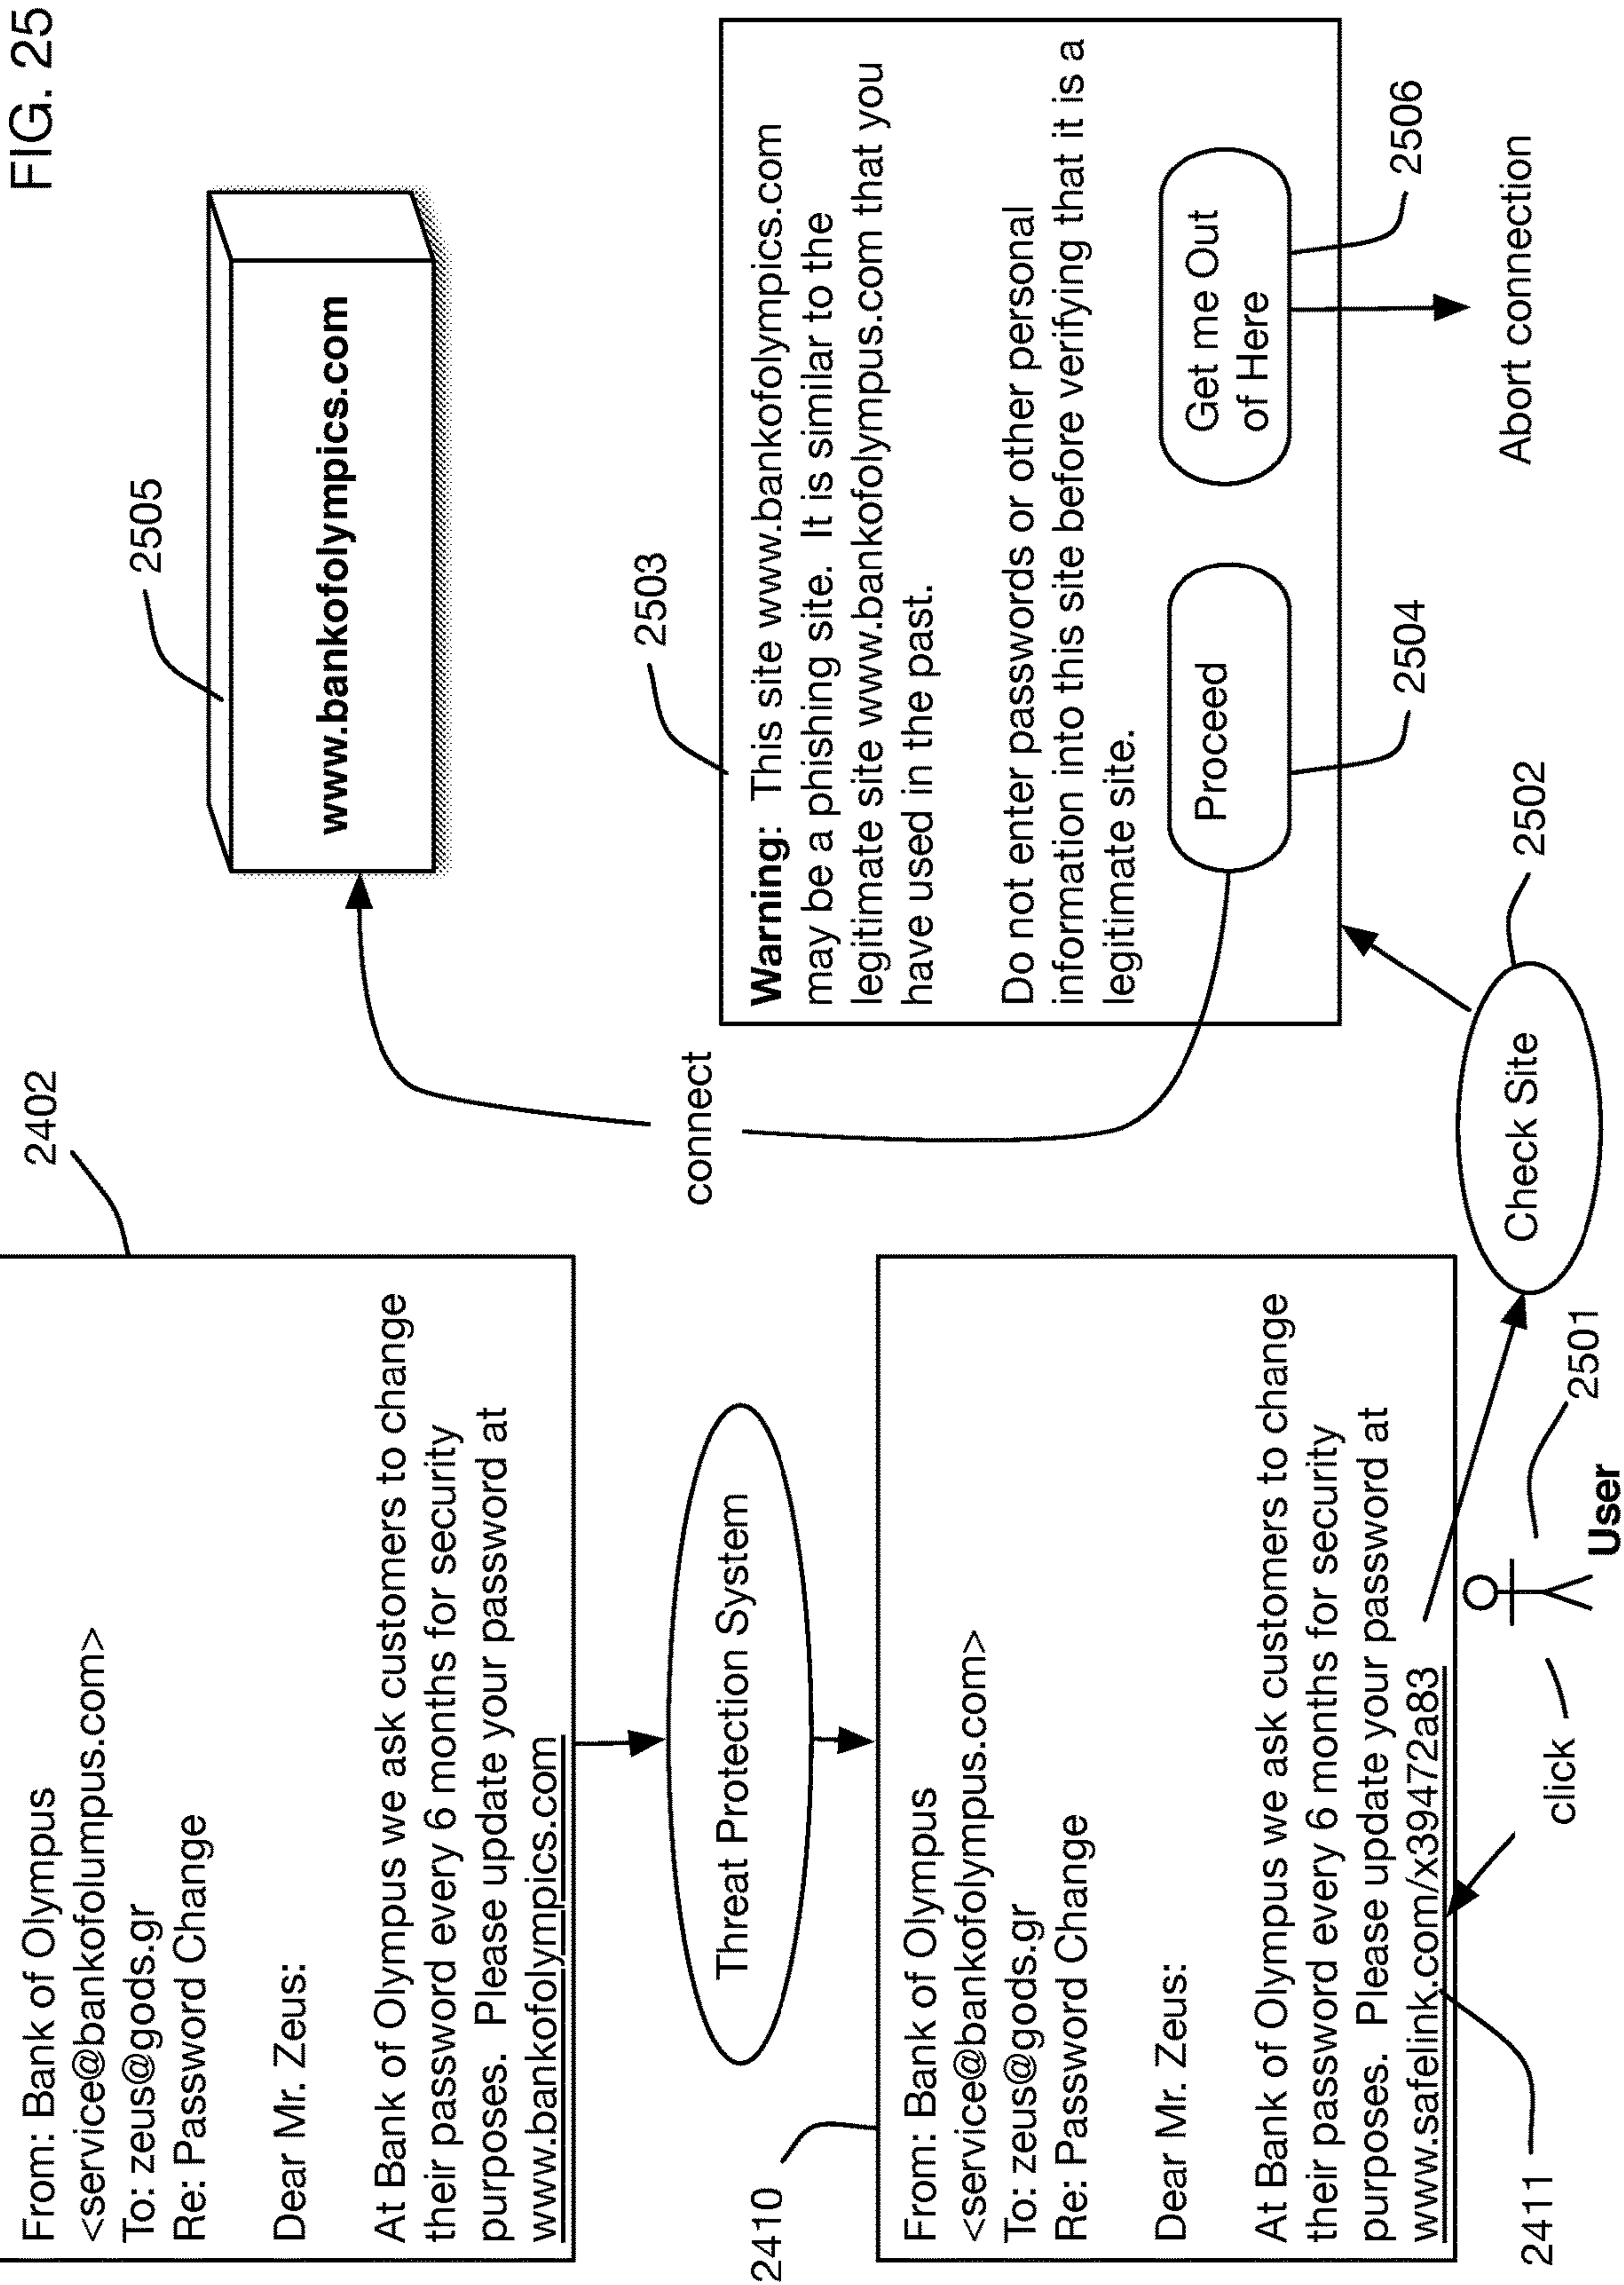 FIG. 25
2402
From: Bank of Olympus
<service@bankofolumpus.com>
To: zeus@gods.gr
Re: Password Change
Dear Mr. Zeus:
At Bank of Olympus we ask customers to change
their password every 6 months for security
purposes.  Please update your password at
www.bankofolympics.com
Threat Protection System
2410
From: Bank of Olympus
<service@bankofolympus.com>
To: zeus@gods.gr
Re: Password Change
Dear Mr. Zeus:
At Bank of Olympus we ask customers to change
their password every 6 months for security
purposes.  Please update your password at
www.safelink.com/x39472a83
2411
click
User
2501
Check Site
2502
2505
www.bankofolympics.com
connect
2503
Warning:  This site www.bankofolympics.com
may be a phishing site.  It is similar to the
legitimate site www.bankofolympus.com that you
have used in the past.
Do not enter passwords or other personal
information into this site before verifying that it is a
legitimate site.
Proceed
Get me Out
of Here
2504
2506
Abort connection